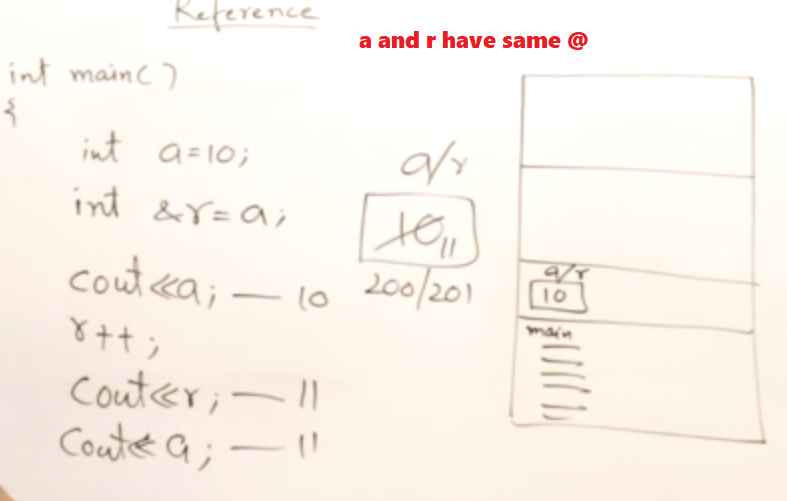 Reference
a and r have same @
int main()
{
int a=10;
int &r=a;
cout<<a; — 10
r++;
cout<<r; — 11
cout<<a; — 11
a/r
10 11
200/201
a/r
10
main